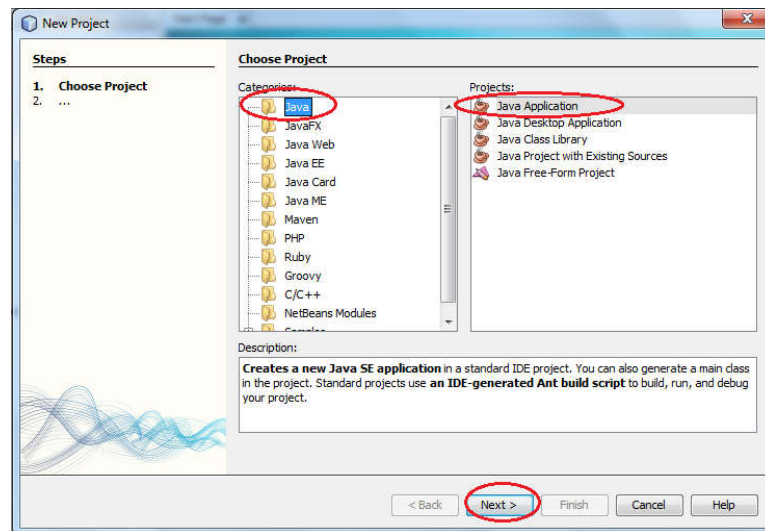 New Project
Steps
1. Choose Project
2. ...
Choose Project
Categories:
Java
JavaFX
Java Web
Java EE
Java Card
Java ME
Maven
PHP
Ruby
Groovy
C/C++
NetBeans Modules
Projects:
Java Application
Java Desktop Application
Java Class Library
Java Project with Existing Sources
Java Free-Form Project
Description:
Creates a new Java SE application in a standard IDE project. You can also generate a main class
in the project. Standard projects use an IDE-generated Ant build script to build, run, and debug
your project.
< Back
Next >
Finish
Cancel
Help